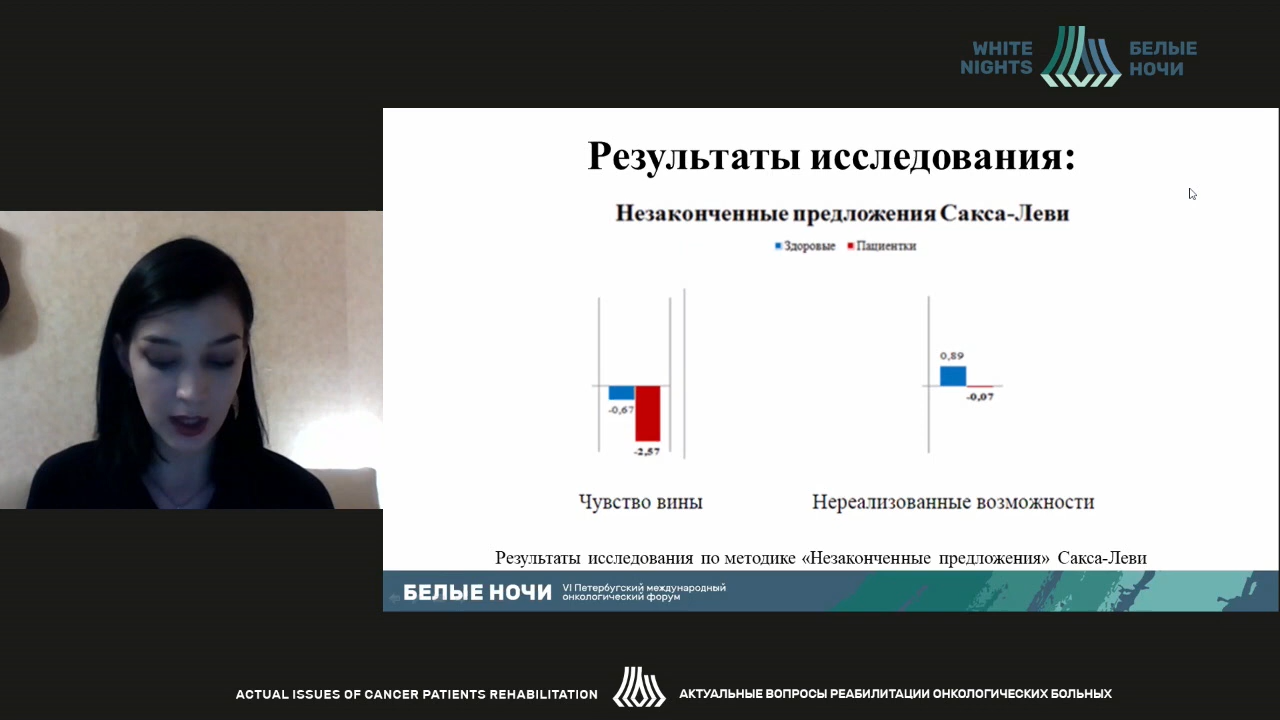 WHITE
NIGHTS
БЕЛЫЕ
НОЧИ
Результаты исследования:
Незаконченные предложения Сакса-Леви
Здоровые Пациентки
0,89
-0,67
-0,07
-2,57
Чувство вины
Нереализованные возможности
Результаты исследования по методике «Незаконченные предложения» Сакса-Леви
БЕЛЫЕ НОЧИ
VI Петербугский международный
онкологический форум
ACTUAL ISSUES OF CANCER PATIENTS REHABILITATION
АКТУАЛЬНЫЕ ВОПРОСЫ РЕАБИЛИТАЦИИ ОНКОЛОГИЧЕСКИХ БОЛЬНЫХ